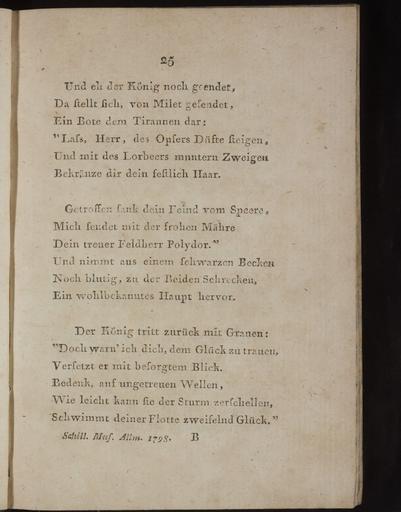 25
Und eh der König noch geendet,
Da stellt sich, von Milet gesendet,
Ein Bote dem Tirannen dar:
"Lass, Herr, des Opfers Düfte steigen,
Und mit des Lorbeers muntern Zweigen
Bekränze dir dein festlich Haar.
Getroffen sank dein Feind vom Speere,
Mich sendet mit der frohen Mähre
Dein treuer Feldherr Polydor."
Und nimmt aus einem schwarzen Becken
Noch blutig, zu der Beiden Schrecken,
Ein wohlbekanntes Haupt hervor.
Der König tritt zurück mit Grauen:
"Doch warn' ich dich, dem Glück zu trauen,
Versetzt er mit besorgtem Blick.
Bedenk, auf ungetreuen Wellen,
Wie leicht kann sie der Sturm zerschellen,
Schwimmt deiner Flotte zweifelnd Glück."
Schill. Mus. Alm. 1798. B